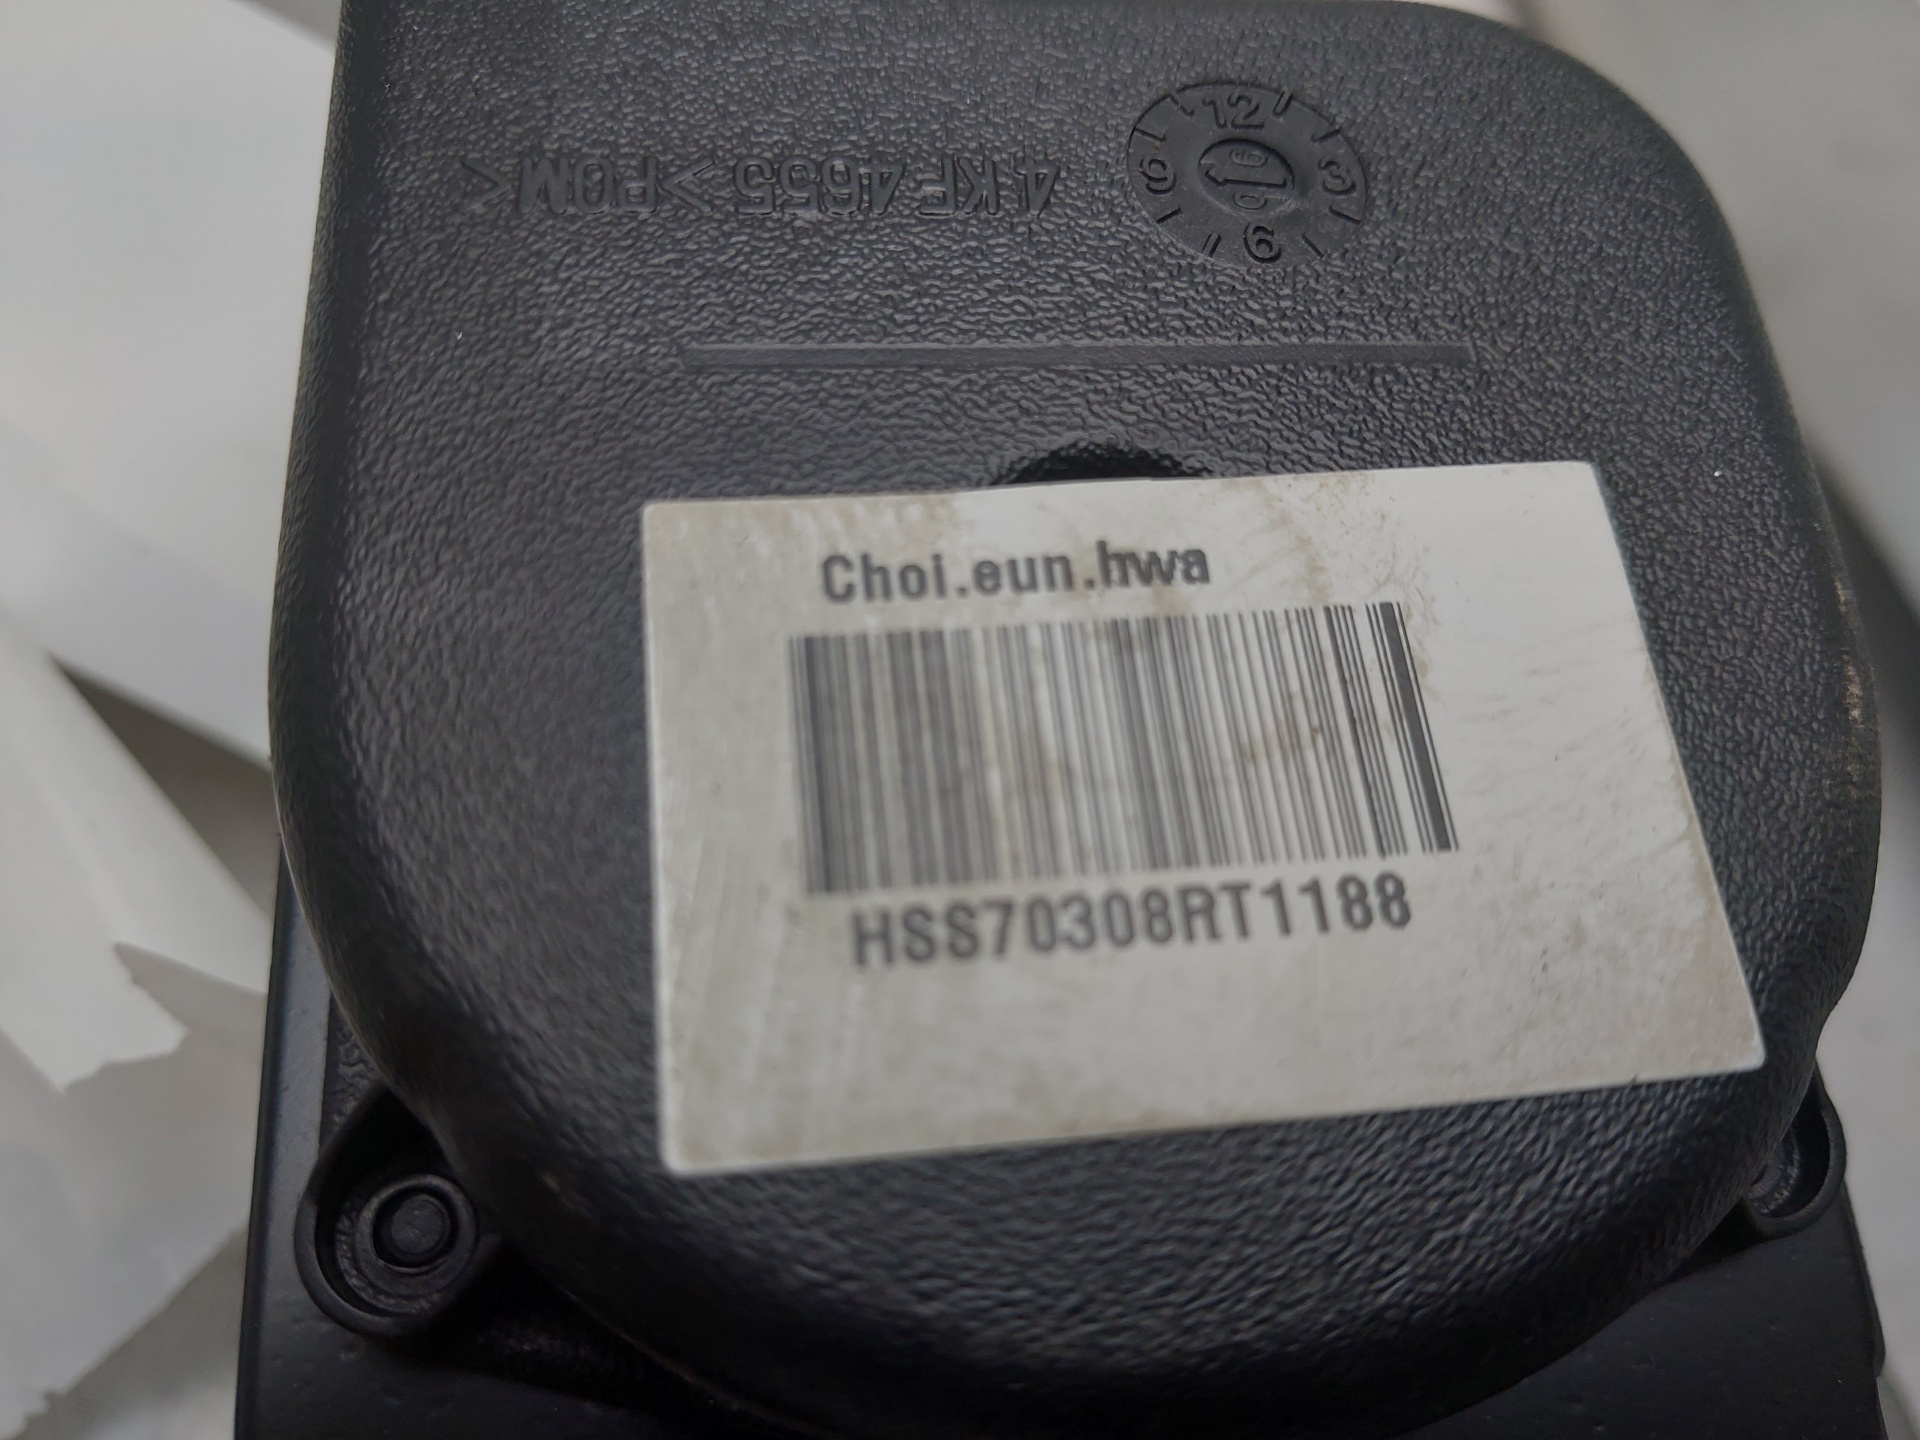 12
3
6
9
4KF4655 >POM<
Choi.eun.hwa
HSS70308RT1188